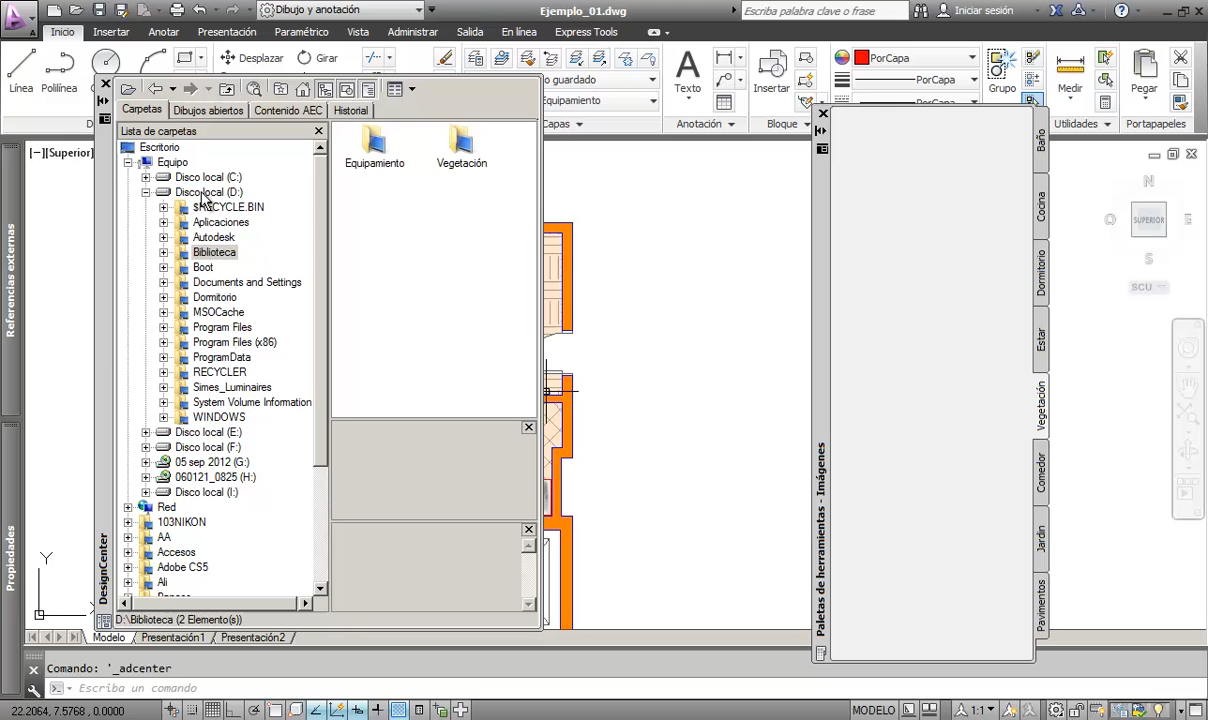 Dibujo y anotación
Ejemplo_01.dwg
Escriba palabra clave o frase
Iniciar sesión
Inicio Insertar Anotar Presentación Paramétrico Vista Administrar Salida En línea Express Tools
Línea
Polilínea
Desplazar
Girar
o guardado
Equipamiento
Capas
Texto
Anotación
Insertar
Bloque
PorCapa
PorCapa
PorCapa
Grupo
Medir
Utilidades
Pegar
Portapapeles
[−][Superior]
Carpetas
Dibujos abiertos
Contenido AEC
Historial
Lista de carpetas
Escritorio
Equipo
Disco local (C:)
Disco local (D:)
Aplicaciones
Autodesk
Biblioteca
Boot
Documents and Settings
Dormitorio
MSOCache
Program Files
Program Files (x86)
ProgramData
RECYCLER
Simes_Luminaires
System Volume Information
WINDOWS
Disco local (E:)
Disco local (F:)
05 sep 2012 (G:)
060121_0825 (H:)
Disco local (I:)
Red
103NIKON
AA
Accesos
Adobe CS5
Ali
Equipamiento
Vegetación
D:\Biblioteca (2 Elemento(s))
DesignCenter
Referencias externas
Propiedades
Paletas de herramientas - Imágenes
Baño
Cocina
Dormitorio
Estar
Vegetación
Comedor
Jardin
Pavimentos
N
O
SUPERIOR
E
S
SCU
Y
Modelo
Presentación1
Presentación2
Comando: '_adcenter
Escriba un comando
22.2064, 7.5768, 0.0000
MODELO
1:1